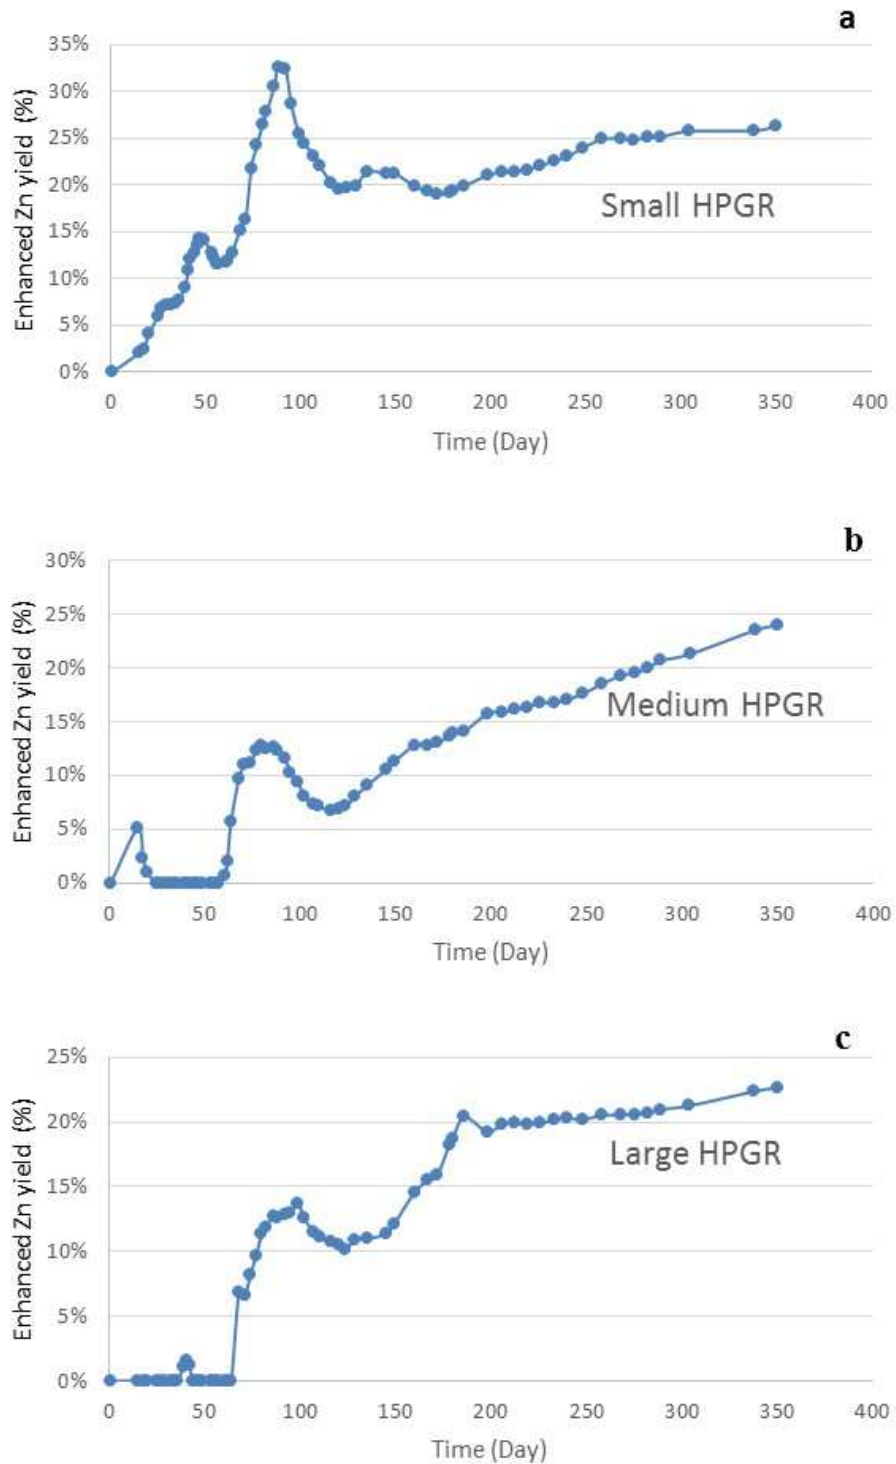 a
35%
30%
25%
20%
15%
10%
5%
0%
Enhanced Zn yield (%)
Small HPGR
0 50 100 150 200 250 300 350 400
Time (Day)
b
30%
25%
20%
15%
10%
5%
0%
Enhanced Zn yield (%)
Medium HPGR
0 50 100 150 200 250 300 350 400
Time (Day)
c
25%
20%
15%
10%
5%
0%
Enhanced Zn yield (%)
Large HPGR
0 50 100 150 200 250 300 350 400
Time (Day)